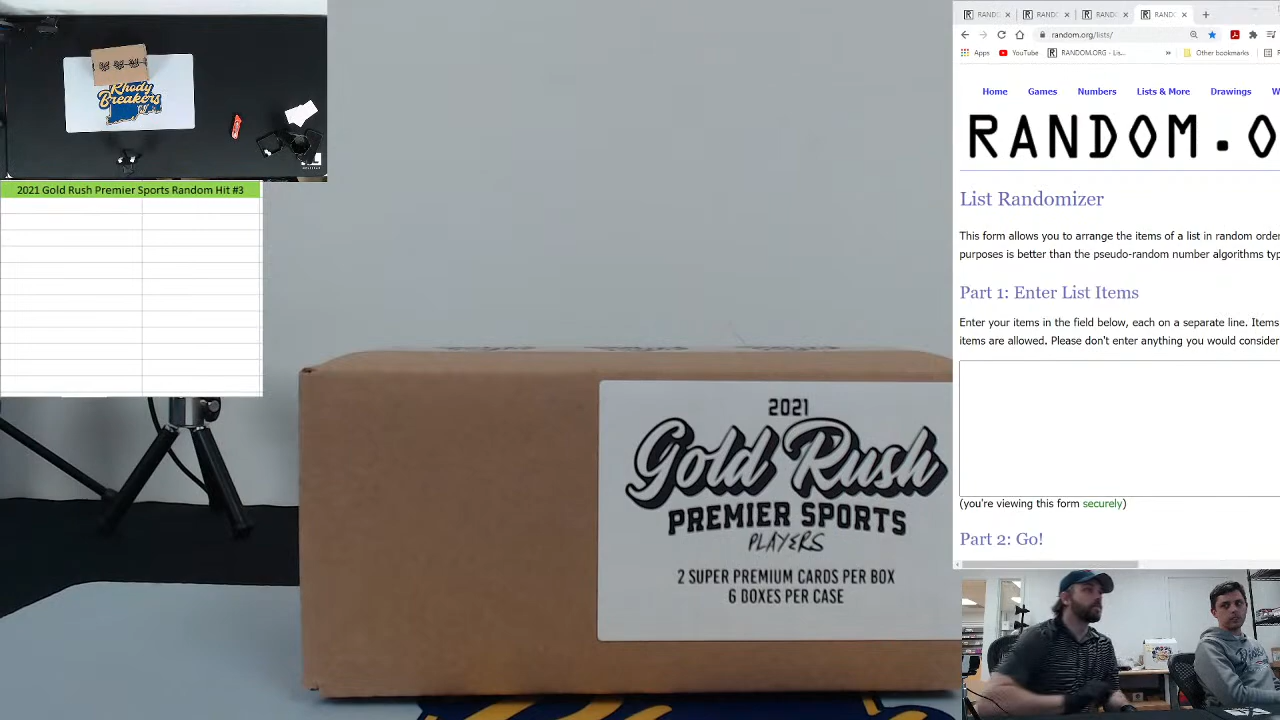 Rhody
Breakers
2021 Gold Rush Premier Sports Random Hit #3
2021
Gold Rush
PREMIER SPORTS
PLAYERS
2 SUPER PREMIUM CARDS PER BOX
6 BOXES PER CASE
RAND
RAND
RAND
RAND
random.org/lists/
Apps
YouTube
RANDOM.ORG - Lis...
»
Other bookmarks
Home
Games
Numbers
Lists & More
Drawings
W
RANDOM.O
List Randomizer
This form allows you to arrange the items of a list in random order
purposes is better than the pseudo-random number algorithms typ
Part 1: Enter List Items
Enter your items in the field below, each on a separate line. Items
items are allowed. Please don't enter anything you would consider
(you're viewing this form securely)
Part 2: Go!